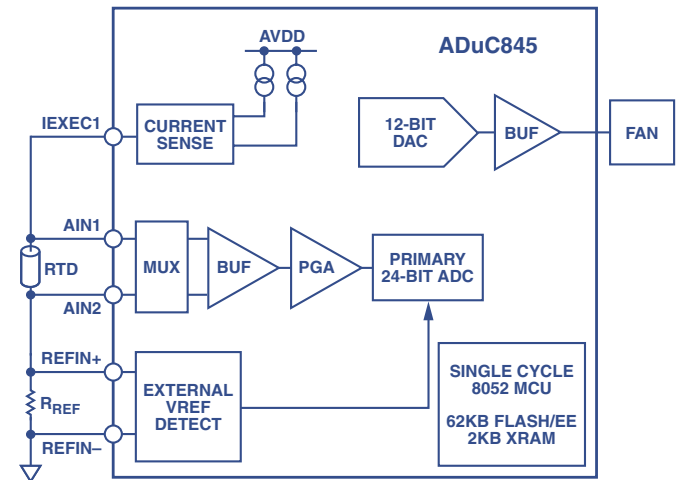 ADuC845
AVDD
IEXEC1
CURRENT
SENSE
12-BIT
DAC
BUF
FAN
AIN1
RTD
AIN2
MUX
BUF
PGA
PRIMARY
24-BIT ADC
REFIN+
RREF
REFIN–
EXTERNAL
VREF
DETECT
SINGLE CYCLE
8052 MCU
62KB FLASH/EE
2KB XRAM